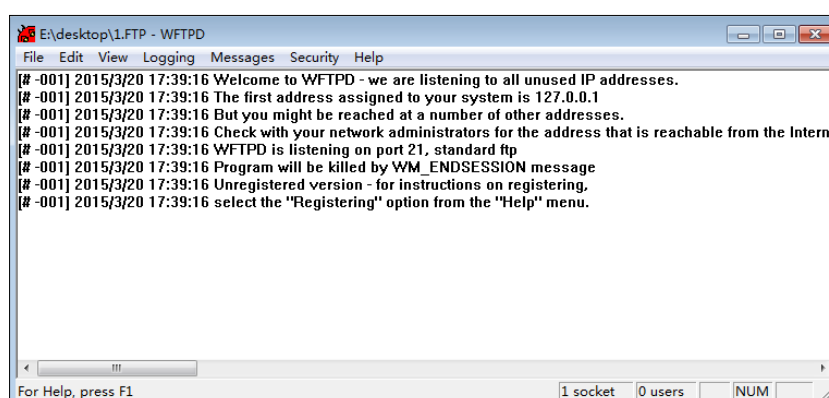 E:\desktop\1.FTP - WFTPD
File Edit View Logging Messages Security Help
[# -001] 2015/3/20 17:39:16 Welcome to WFTPD - we are listening to all unused IP addresses.
[# -001] 2015/3/20 17:39:16 The first address assigned to your system is 127.0.0.1
[# -001] 2015/3/20 17:39:16 But you might be reached at a number of other addresses.
[# -001] 2015/3/20 17:39:16 Check with your network administrators for the address that is reachable from the Intern
[# -001] 2015/3/20 17:39:16 WFTPD is listening on port 21, standard ftp
[# -001] 2015/3/20 17:39:16 Program will be killed by WM_ENDSESSION message
[# -001] 2015/3/20 17:39:16 Unregistered version - for instructions on registering,
[# -001] 2015/3/20 17:39:16 select the "Registering" option from the "Help" menu.
For Help, press F1 1 socket 0 users NUM